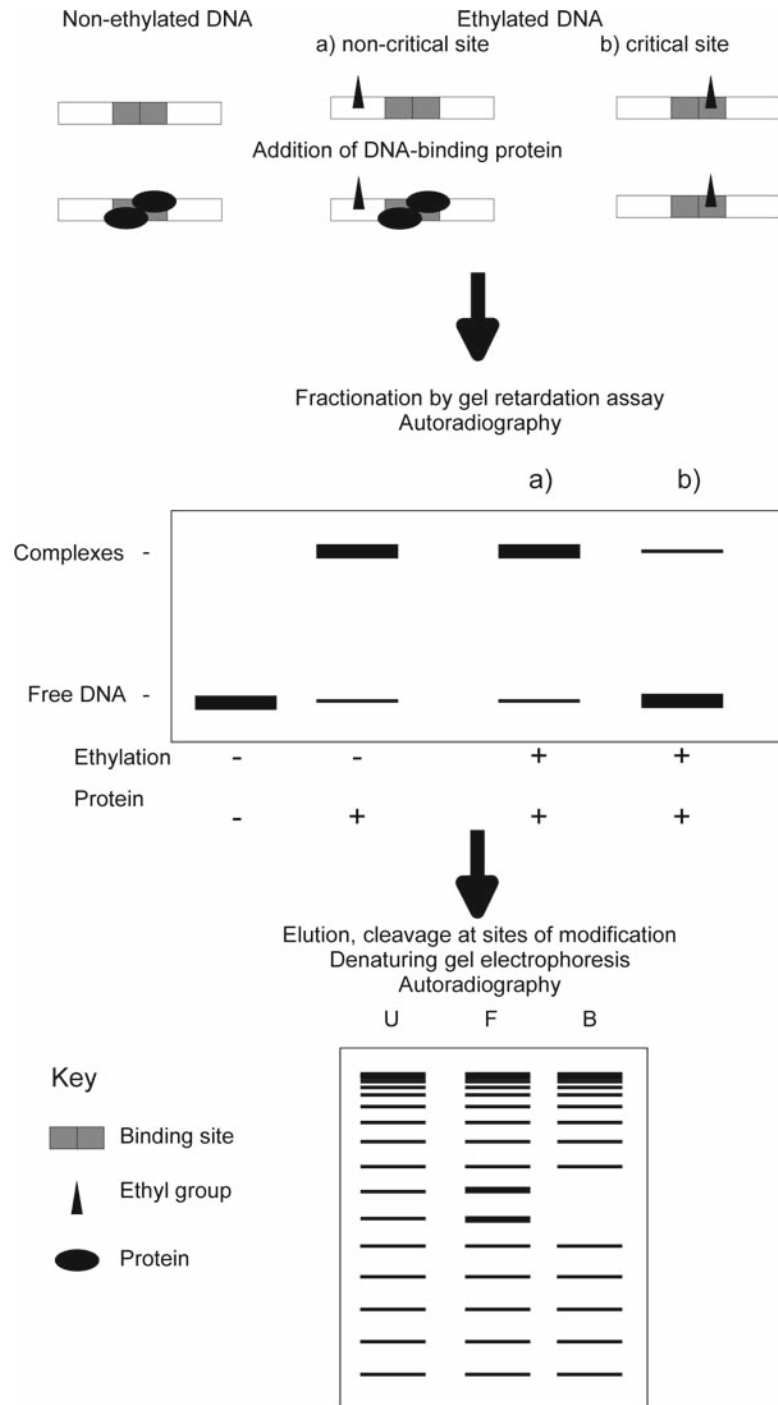 Non-ethylated DNA
Ethylated DNA
a) non-critical site
b) critical site
Addition of DNA-binding protein
Fractionation by gel retardation assay
Autoradiography
a)
b)
Complexes -
Free DNA -
Ethylation - - + +
Protein - + + +
Elution, cleavage at sites of modification
Denaturing gel electrophoresis
Autoradiography
U F B
Key
Binding site
Ethyl group
Protein